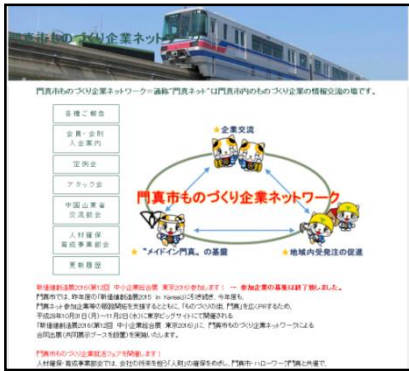 門真市ものづくり企業ネットワーク
門真市ものづくり企業ネットワーク＝通称"門真ネット"は門真市内のものづくり企業の情報交流の場です。
各種ご報告
会員・会則
入会案内
定例会
アタック会
中国山東省
交流部会
人材確保
育成事業部会
更新履歴
★企業交流
門真市ものづくり企業ネットワーク
★"メイドイン門真"の基盤
★地域内受発注の促進
新価値創造展2016(第12回 中小企業総合展 東京2016)参加します！ → 参加企業の募集は終了致しました。
門真市では、昨年度の「新価値創造展2015 in Kansai」に引き続き、今年度も
門真ネット参加企業等の販路開拓を支援するとともに、「ものづくりの街、門真」を広くPRするため、
平成28年10月31日(月)～11月2日(水)に東京ビッグサイトにて開催される
「新価値創造展2016(第12回 中小企業総合展 東京2016)」に、門真市ものづくり企業ネットワークによる
合同出展(共同展示ブースを設置)を実施いたします。
門真市ものづくり企業就活フェアを開催します！
人材確保・育成事業部会では、会社の将来を担う「人財」の確保をめざし、門真市・ハローワーク門真と共催で、